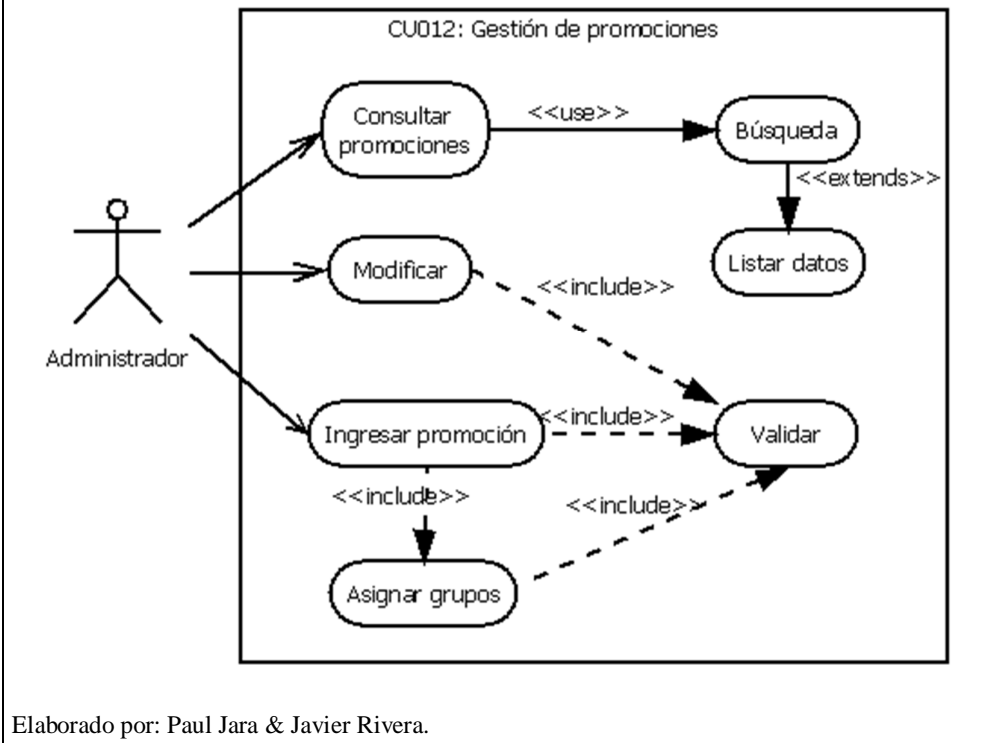 CU012: Gestión de promociones
Consultar
promociones
<<use>>
Búsqueda
<<extends>>
Listar datos
Modificar
<<include>>
Administrador
Ingresar promoción
<<include>>
Validar
<<include>>
<<include>>
Asignar grupos
Elaborado por: Paul Jara & Javier Rivera.